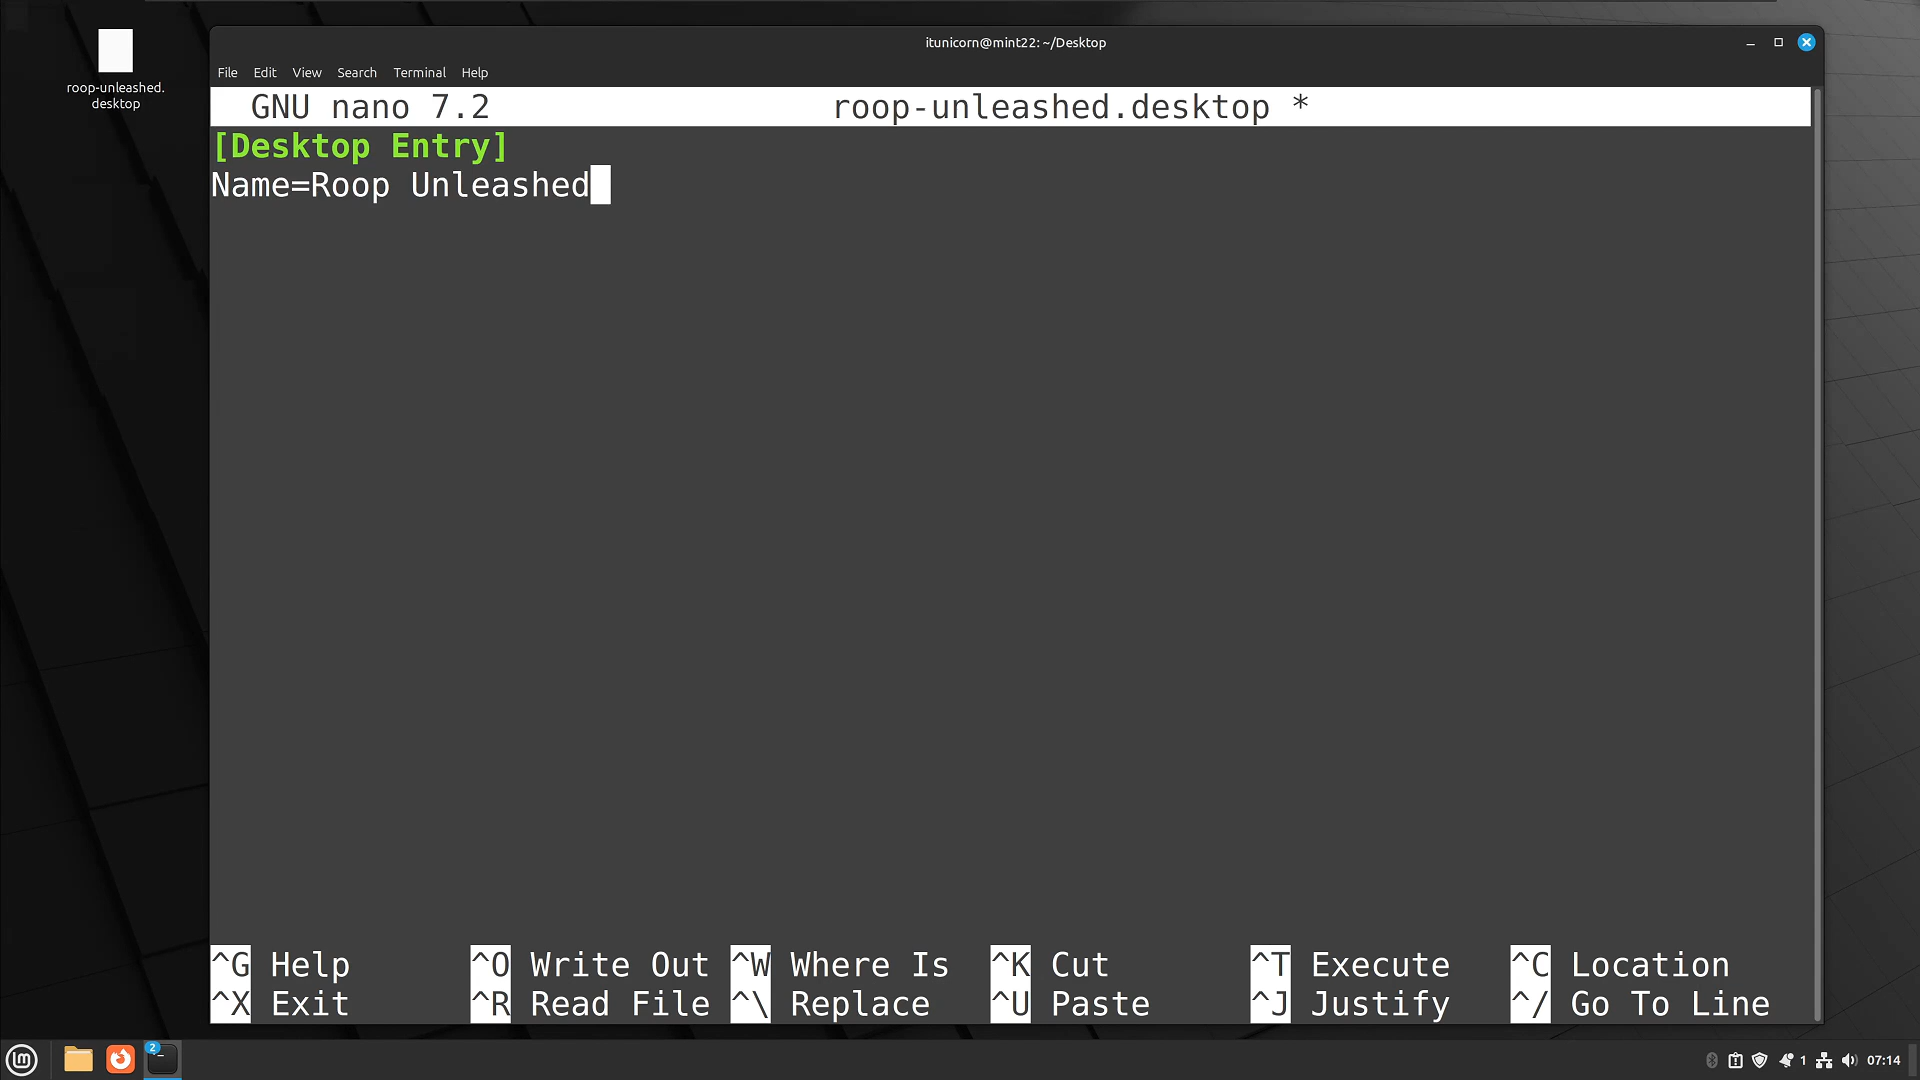 roop-unleashed.
desktop
itunicorn@mint22: ~/Desktop
File Edit View Search Terminal Help
GNU nano 7.2 roop-unleashed.desktop *
[Desktop Entry]
Name=Roop Unleashed
^G Help ^O Write Out ^W Where Is ^K Cut ^T Execute ^C Location
^X Exit ^R Read File ^\ Replace ^U Paste ^J Justify ^/ Go To Line
lm 2 1 07:14